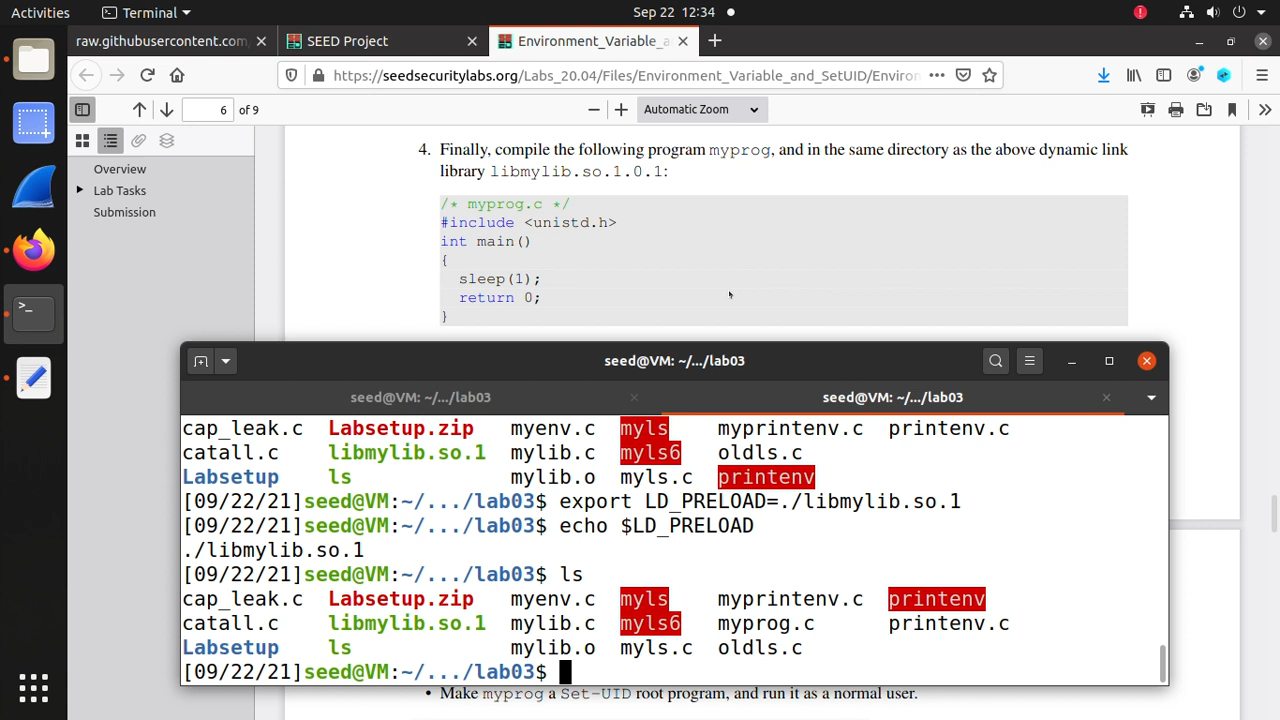 Activities Terminal Sep 22 12:34
raw.githubusercontent.com SEED Project Environment_Variable_a
https://seedsecuritylabs.org/Labs_20.04/Files/Environment_Variable_and_SetUID/Enviror
6 of 9 Automatic Zoom
Overview
Lab Tasks
Submission
4. Finally, compile the following program myprog, and in the same directory as the above dynamic link
library libmylib.so.1.0.1:
/* myprog.c */
#include <unistd.h>
int main()
{
sleep(1);
return 0;
}
seed@VM: ~/.../lab03
seed@VM: ~/.../lab03 seed@VM: ~/.../lab03
cap_leak.c Labsetup.zip myenv.c myls myprintenv.c printenv.c
catall.c libmylib.so.1 mylib.c myls6 oldls.c
Labsetup ls mylib.o myls.c printenv
[09/22/21]seed@VM:~/.../lab03$ export LD_PRELOAD=./libmylib.so.1
[09/22/21]seed@VM:~/.../lab03$ echo $LD_PRELOAD
./libmylib.so.1
[09/22/21]seed@VM:~/.../lab03$ ls
cap_leak.c Labsetup.zip myenv.c myls myprintenv.c printenv
catall.c libmylib.so.1 mylib.c myls6 myprog.c printenv.c
Labsetup ls mylib.o myls.c oldls.c
[09/22/21]seed@VM:~/.../lab03$
• Make myprog a Set-UID root program, and run it as a normal user.